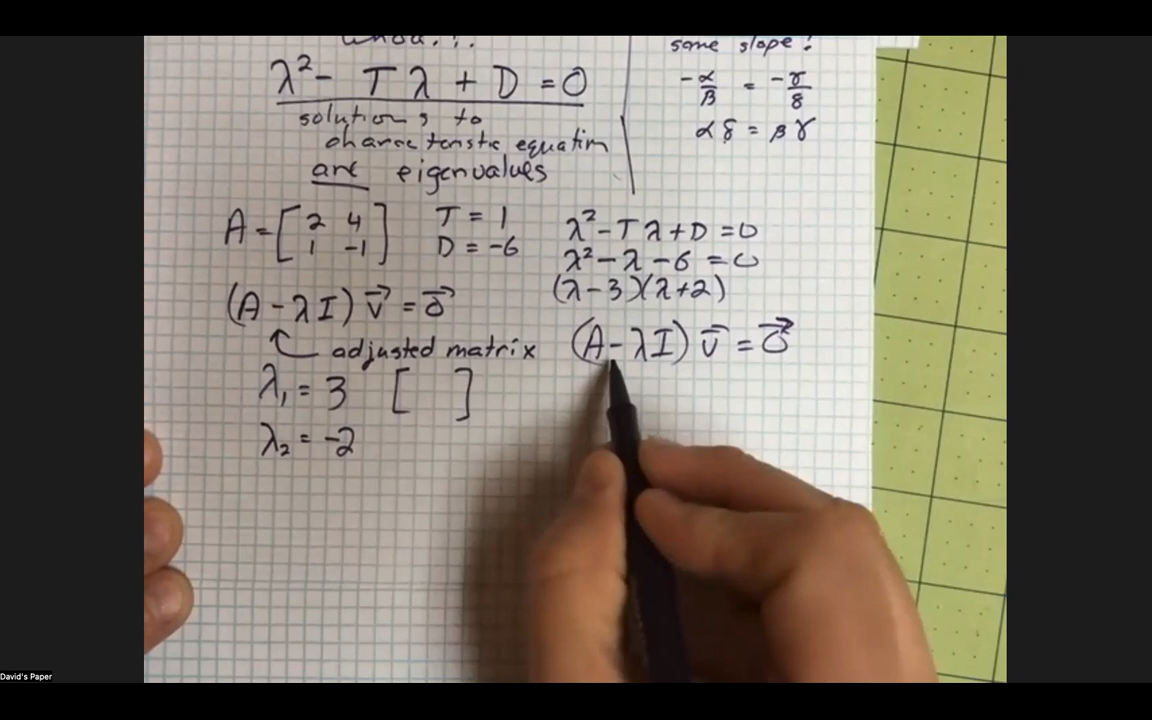 λ² - Tλ + D = 0
solutions to
characteristic equation
are eigenvalues
same slope!
-α/β = -γ/δ
αδ = βγ
A = [2 4; 1 -1]
T = 1
D = -6
λ² - Tλ + D = 0
λ² - λ - 6 = 0
(λ - 3)(λ + 2)
(A - λI) v⃗ = 0⃗
adjusted matrix
(A - λI) v⃗ = 0⃗
λ₁ = 3 [ ]
λ₂ = -2
David's Paper